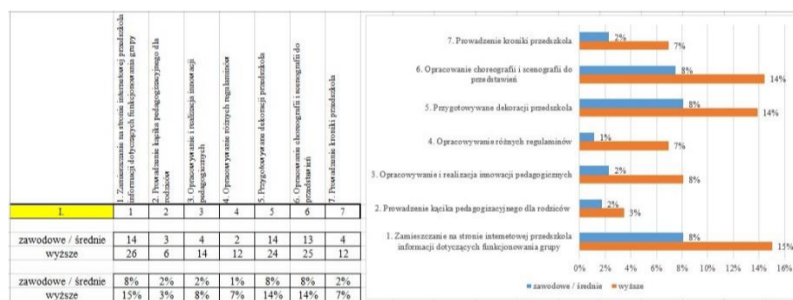 1. Zamieszczanie na stronie internetowej przedszkola
informacji dotyczących funkcjonowania grupy
2. Prowadzenie kącika pedagogizacyjnego dla
rodziców
3. Opracowywanie i realizacja innowacji
pedagogicznych
4. Opracowywanie różnych regulaminów
5. Przygotowywane dekoracji przedszkola
6. Opracowanie choreografii i scenografii do
przedstawień
7. Prowadzenie kroniki przedszkola
I. 1 2 3 4 5 6 7
zawodowe / średnie 14 3 4 2 14 13 4
wyższe 26 6 14 12 24 25 12
zawodowe / średnie 8% 2% 2% 1% 8% 8% 2%
wyższe 15% 3% 8% 7% 14% 14% 7%
7. Prowadzenie kroniki przedszkola
2%
7%
6. Opracowanie choreografii i scenografii do
przedstawień
8%
14%
5. Przygotowywane dekoracji przedszkola
8%
14%
4. Opracowywanie różnych regulaminów
1%
7%
3. Opracowywanie i realizacja innowacji pedagogicznych
2%
8%
2. Prowadzenie kącika pedagogizacyjnego dla rodziców
2%
3%
1. Zamieszczanie na stronie internetowej przedszkola
informacji dotyczących funkcjonowania grupy
8%
15%
0% 2% 4% 6% 8% 10% 12% 14% 16%
zawodowe / średnie wyższe